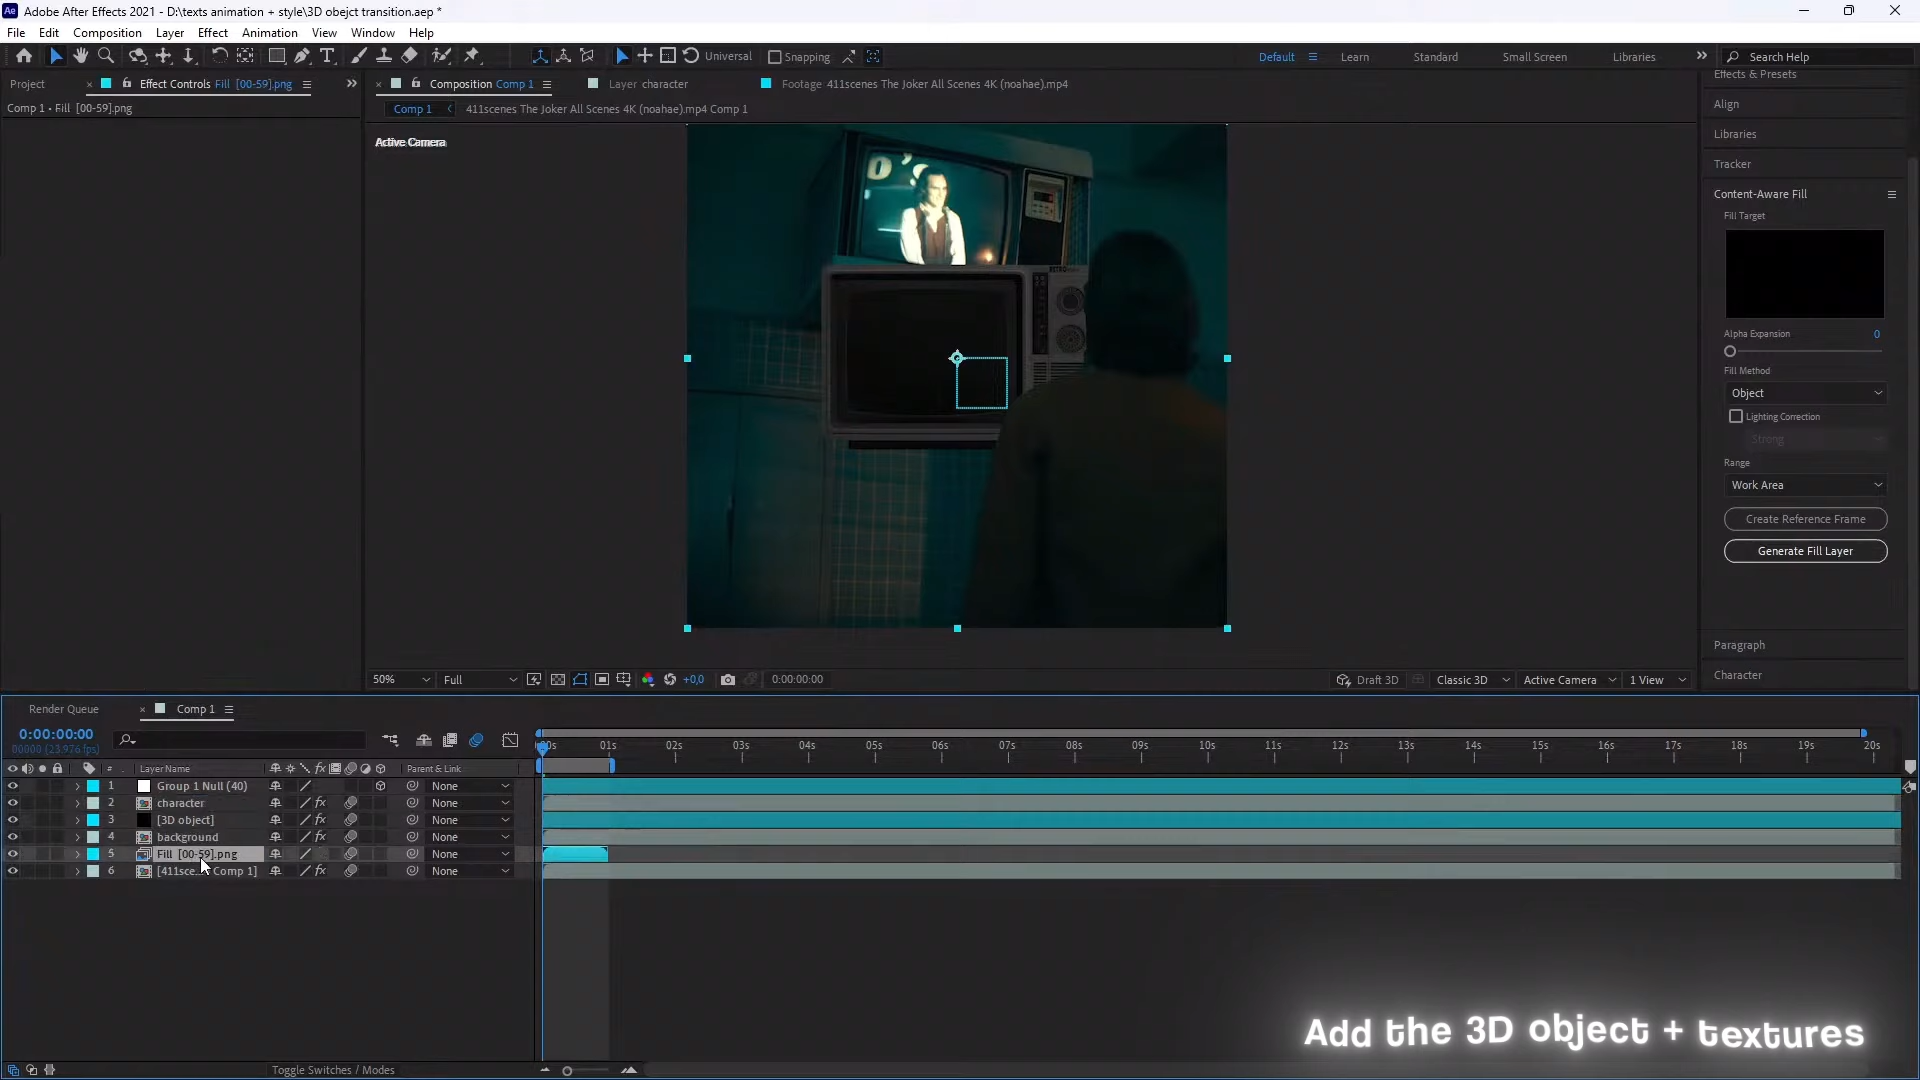 Adobe After Effects 2021 - D:\texts animation + style\3D obejct transition.aep *
File Edit Composition Layer Effect Animation View Window Help
Universal Snapping Default Learn Standard Small Screen Libraries Search Help
Project Effect Controls Fill [00-59].png
Comp 1 • Fill [00-59].png
Composition Comp 1 Layer character Footage 411scenes The Joker All Scenes 4K (noahae).mp4
Comp 1 411scenes The Joker All Scenes 4K (noahae).mp4 Comp 1
Active Camera
Effects & Presets
Align
Libraries
Tracker
Content-Aware Fill
Fill Target
Alpha Expansion 0
Fill Method
Object
Lighting Correction
Strong
Range
Work Area
Create Reference Frame
Generate Fill Layer
Paragraph
Character
50% Full +0,0 0:00:00:00 Draft 3D Classic 3D Active Camera 1 View
Render Queue Comp 1
0:00:00:00
00000 (23.976 fps)
00s 01s 02s 03s 04s 05s 06s 07s 08s 09s 10s 11s 12s 13s 14s 15s 16s 17s 18s 19s 20s
# Layer Name Parent & Link
1 Group 1 Null (40) None
2 character None
3 [3D object] None
4 background None
5 Fill [00-59].png None
6 [411sce... Comp 1] None
Add the 3D object + textures
Toggle Switches / Modes